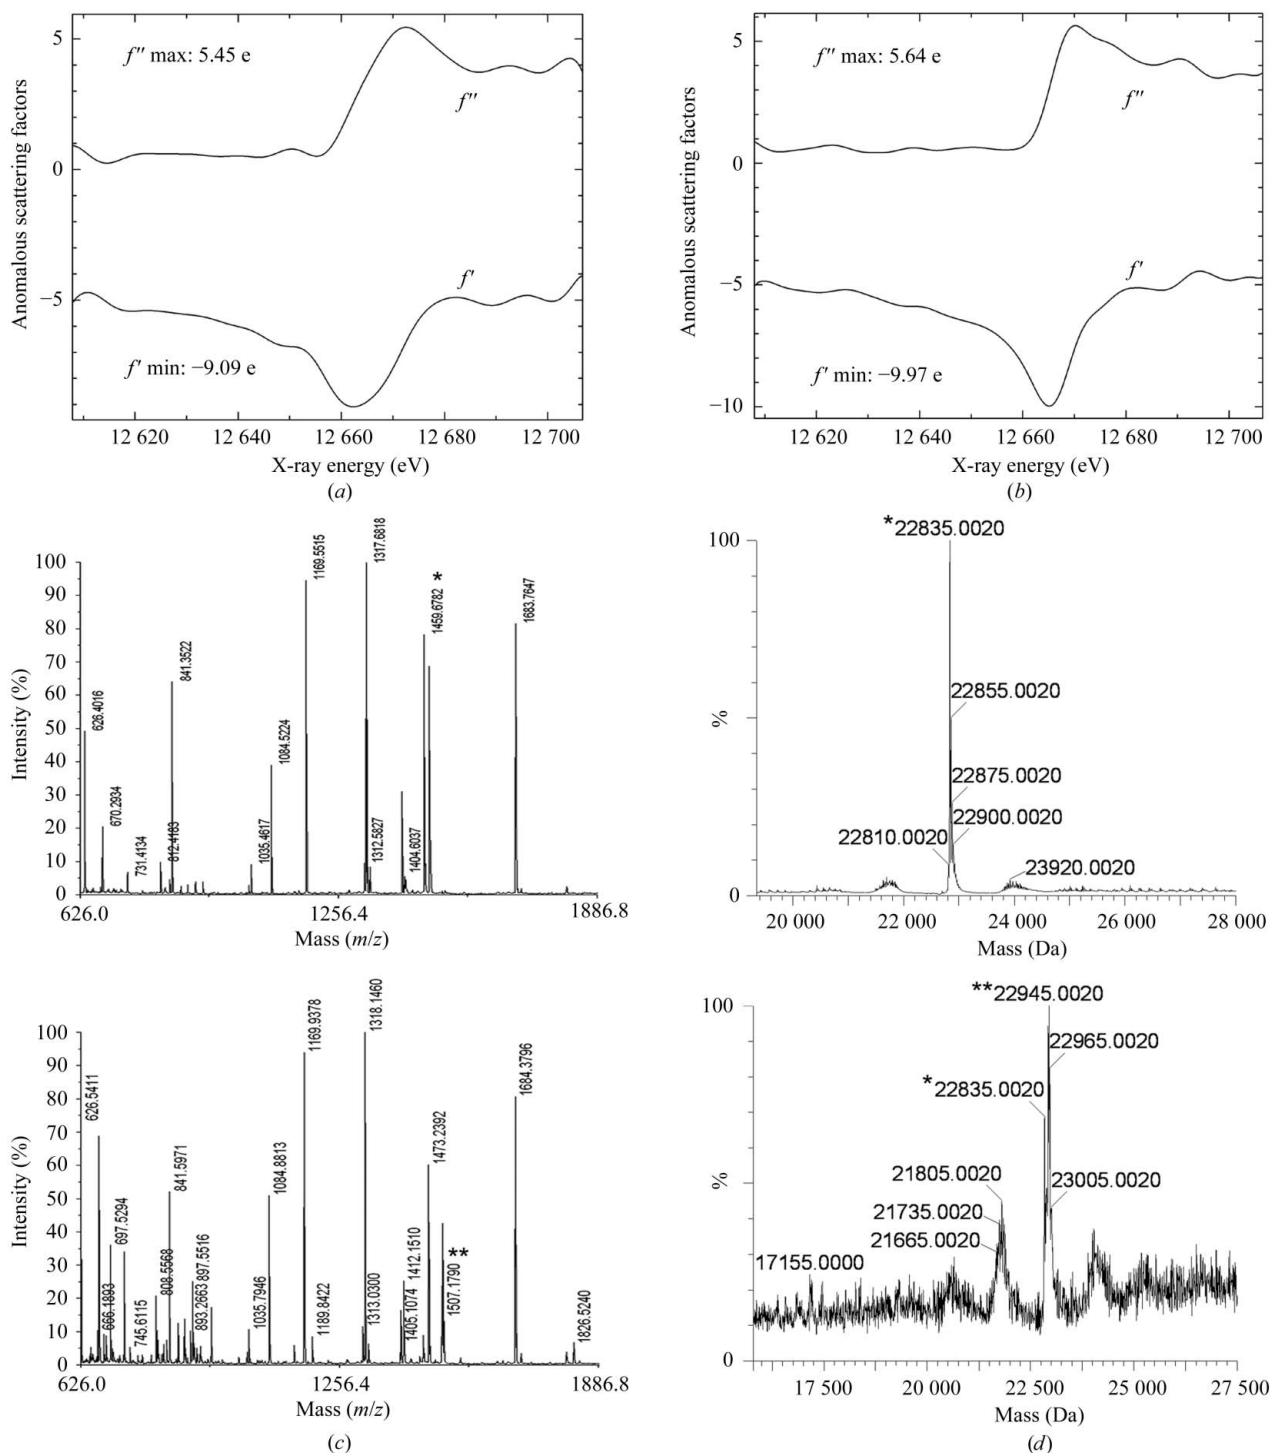 f″ max: 5.45 e
f″
f′
f′ min: −9.09 e
Anomalous scattering factors
5
0
−5
12 620 12 640 12 660 12 680 12 700
X-ray energy (eV)
(a)
f″ max: 5.64 e
f″
f′
f′ min: −9.97 e
Anomalous scattering factors
5
0
−5
−10
12 620 12 640 12 660 12 680 12 700
X-ray energy (eV)
(b)
Intensity (%)
100
90
80
70
60
50
40
30
20
10
0
626.4016
670.2934
731.4134
812.4183
841.3522
1035.4617
1084.5224
1169.5515
1317.6818
1312.5827
1404.6037
1459.6782 *
1683.7647
626.0 1256.4 1886.8
Mass (m/z)
%
100
0
*22835.0020
22855.0020
22875.0020
22900.0020
22810.0020
23920.0020
20 000 22 000 24 000 26 000 28 000
Mass (Da)
Intensity (%)
100
90
80
70
60
50
40
30
20
10
0
626.5411
666.1893
697.5294
745.6115
808.5568
841.5971
893.2663
897.5516
1035.7946
1084.8813
1169.9378
1189.8422
1318.1460
1313.0300
1405.1074
1412.1510
1473.2392
1507.1790 **
1684.3796
1826.5240
626.0 1256.4 1886.8
Mass (m/z)
(c)
%
100
0
**22945.0020
22965.0020
*22835.0020
23005.0020
21805.0020
21735.0020
21665.0020
17155.0000
17 500 20 000 22 500 25 000 27 500
Mass (Da)
(d)